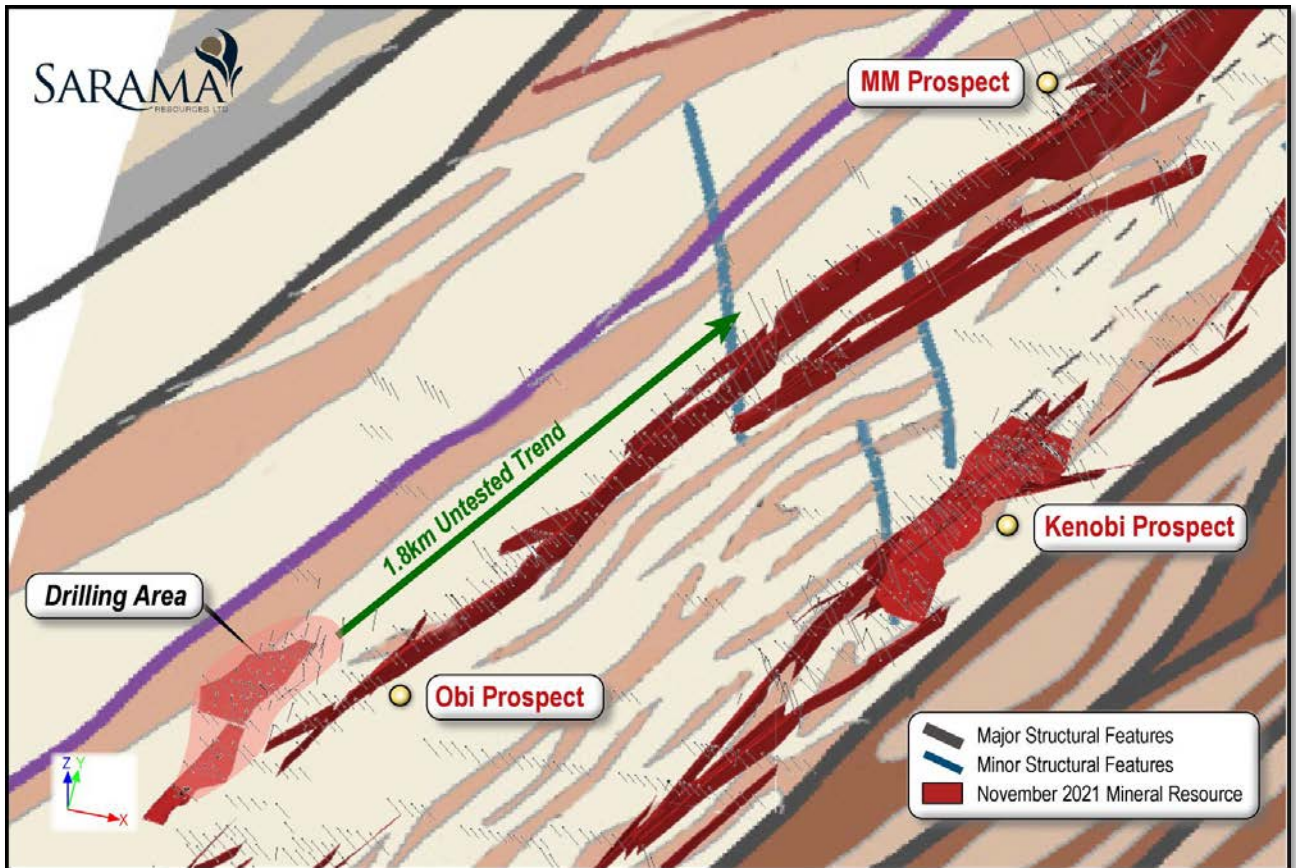 SARAMA
RESOURCES LTD
MM Prospect
1.8km Untested Trend
Kenobi Prospect
Drilling Area
Obi Prospect
Major Structural Features
Minor Structural Features
November 2021 Mineral Resource
Z
Y
X